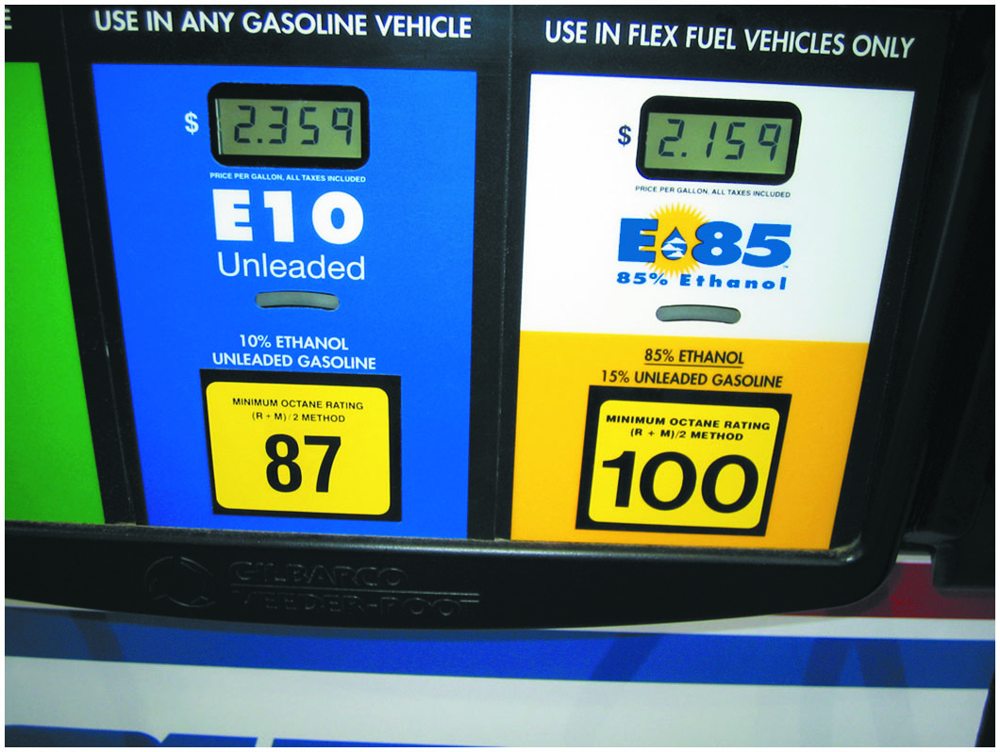 E
USE IN ANY GASOLINE VEHICLE
$ 2.359
PRICE PER GALLON, ALL TAXES INCLUDED
E10
Unleaded
10% ETHANOL
UNLEADED GASOLINE
MINIMUM OCTANE RATING
(R + M)/2 METHOD
87
USE IN FLEX FUEL VEHICLES ONLY
$ 2.159
PRICE PER GALLON, ALL TAXES INCLUDED
E 85
85% Ethanol
85% ETHANOL
15% UNLEADED GASOLINE
MINIMUM OCTANE RATING
(R + M)/2 METHOD
100
GILBARCO
VEEDER-ROOT